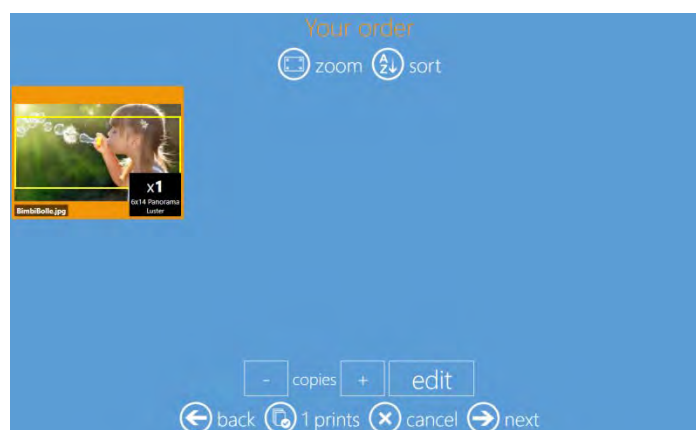 Your order
zoom A Z sort
x1
6x14 Panorama
Luster
BimbiBolle.jpg
- copies + edit
back 1 prints cancel next